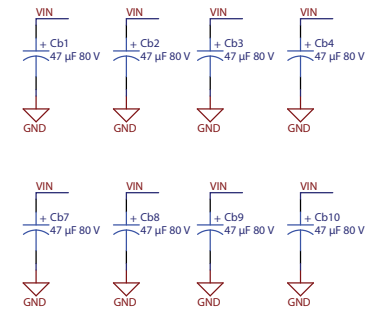 VIN VIN VIN VIN
+ Cb1 + Cb2 + Cb3 + Cb4
47 µF 80 V 47 µF 80 V 47 µF 80 V 47 µF 80 V
GND GND GND GND
VIN VIN VIN VIN
+ Cb7 + Cb8 + Cb9 + Cb10
47 µF 80 V 47 µF 80 V 47 µF 80 V 47 µF 80 V
GND GND GND GND